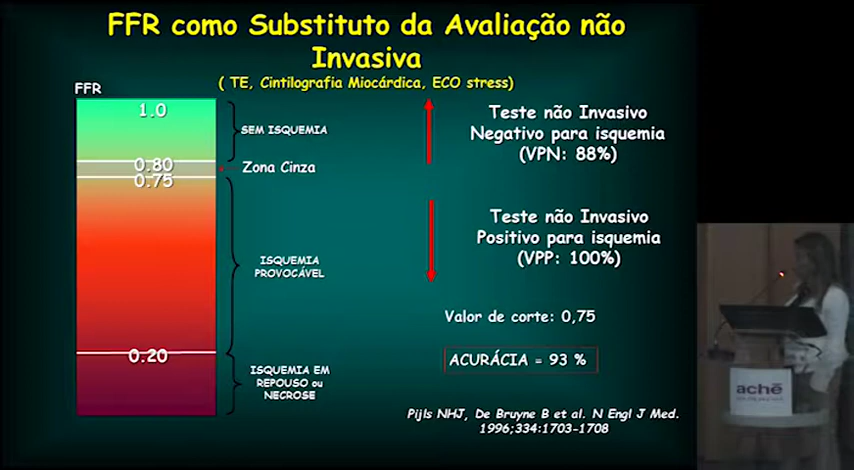 FFR como Substituto da Avaliação não
Invasiva
( TE, Cintilografia Miocárdica, ECO stress)
FFR
1.0
SEM ISQUEMIA
0.80
Zona Cinza
0.75
ISQUEMIA
PROVOCÁVEL
0.20
ISQUEMIA EM
REPOUSO ou
NECROSE
Teste não Invasivo
Negativo para isquemia
(VPN: 88%)
Teste não Invasivo
Positivo para isquemia
(VPP: 100%)
Valor de corte: 0,75
ACURÁCIA = 93 %
Pijls NHJ, De Bruyne B et al. N Engl J Med.
1996;334:1703-1708
aché